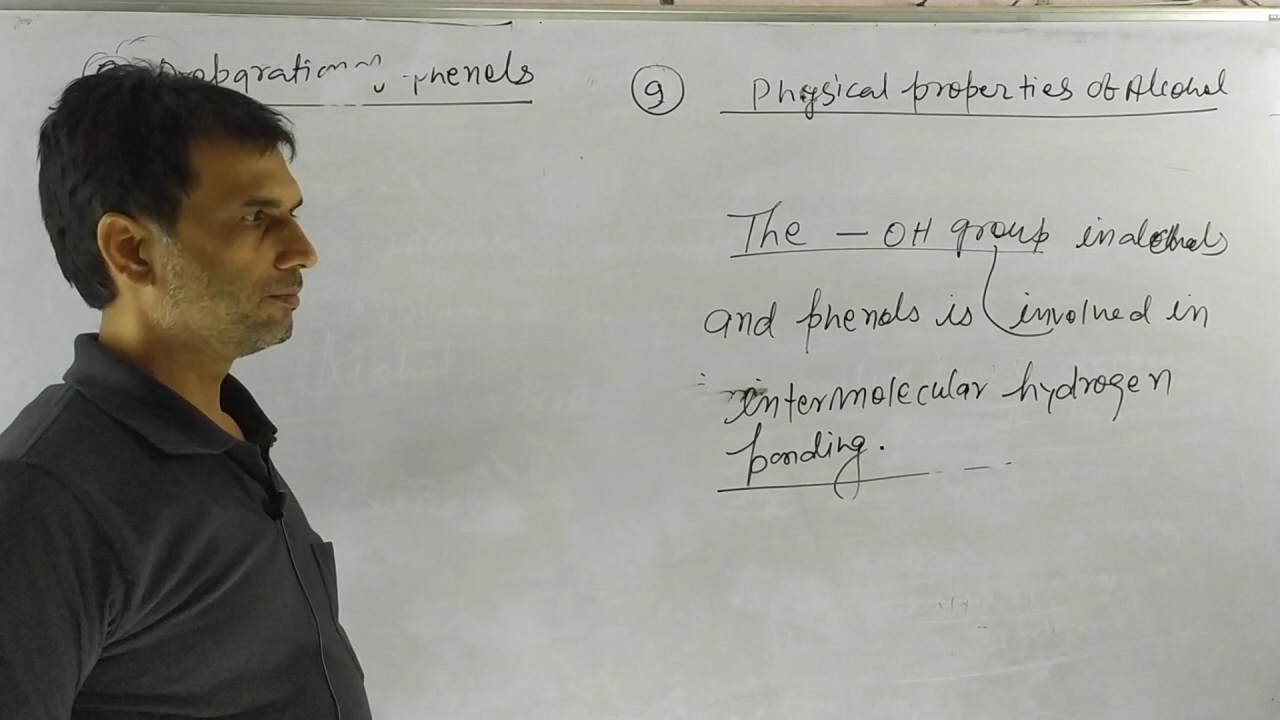 Preparation of phenols
9 Physical properties of Alcohol
The - OH group in alcohols
and phenols is involved in
intermolecular hydrogen
bonding.